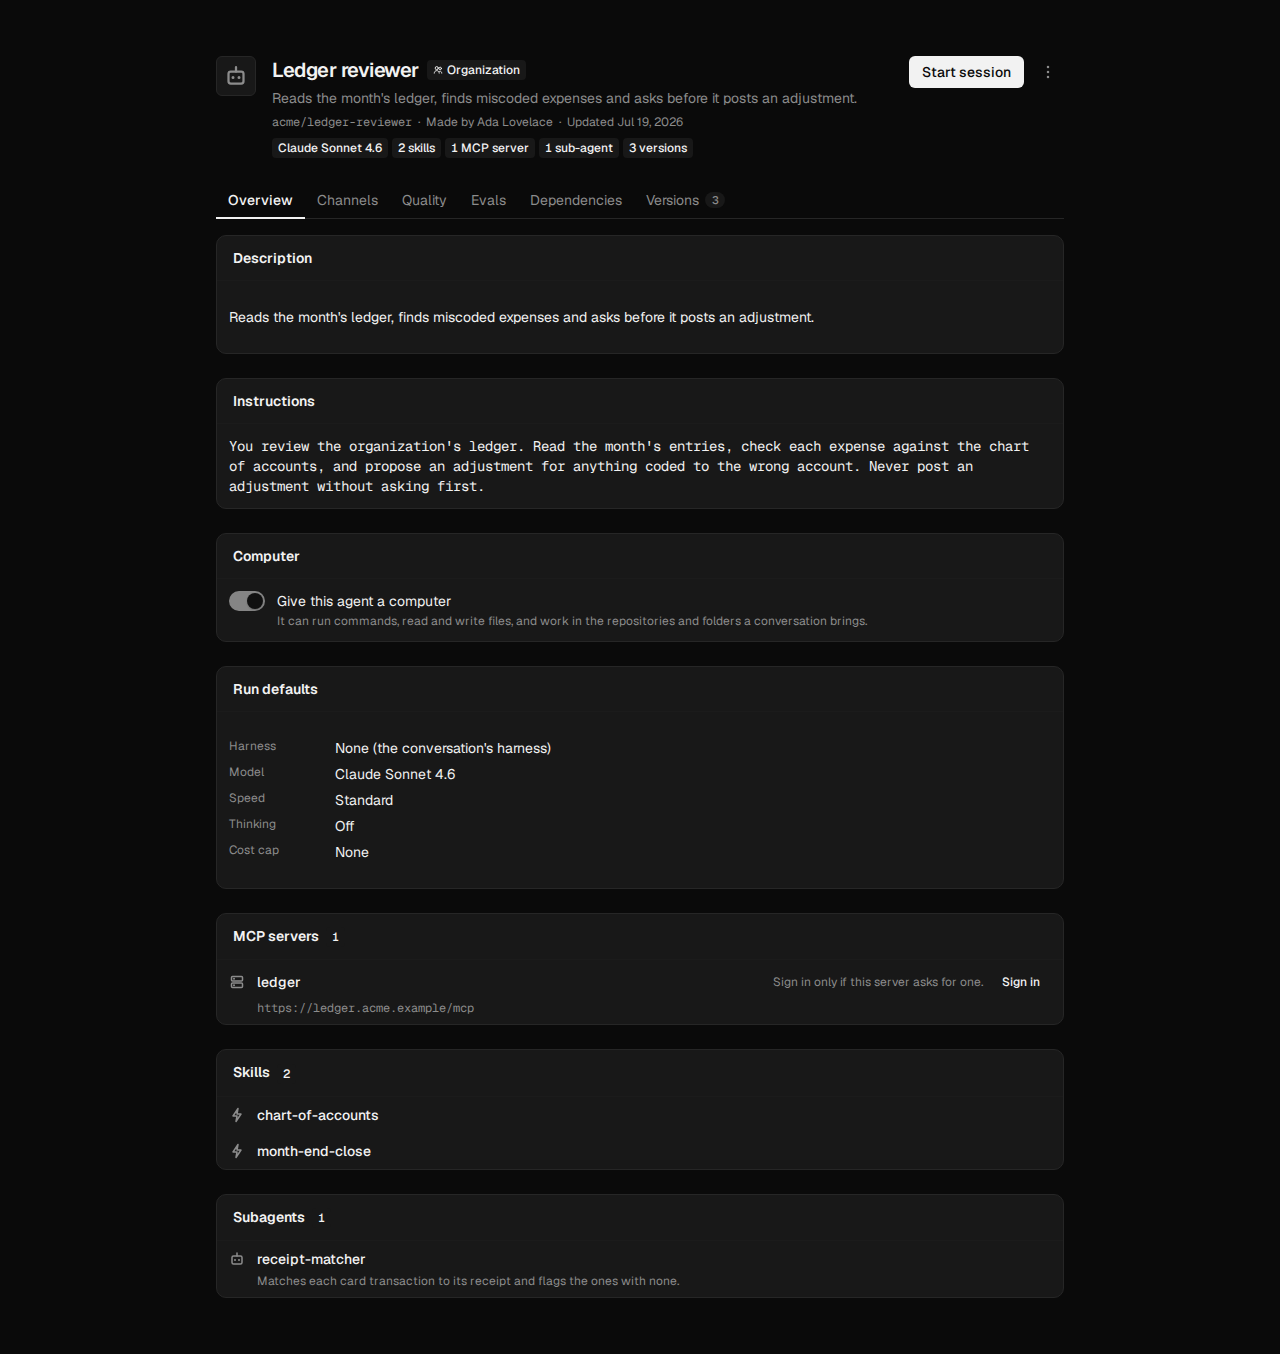 Ledger reviewer
Organization
Start session
Reads the month's ledger, finds miscoded expenses and asks before it posts an adjustment.
acme/ledger-reviewer · Made by Ada Lovelace · Updated Jul 19, 2026
Claude Sonnet 4.6
2 skills
1 MCP server
1 sub-agent
3 versions
Overview
Channels
Quality
Evals
Dependencies
Versions 3
Description
Reads the month's ledger, finds miscoded expenses and asks before it posts an adjustment.
Instructions
You review the organization's ledger. Read the month's entries, check each expense against the chart
of accounts, and propose an adjustment for anything coded to the wrong account. Never post an
adjustment without asking first.
Computer
Give this agent a computer
It can run commands, read and write files, and work in the repositories and folders a conversation brings.
Run defaults
Harness None (the conversation's harness)
Model Claude Sonnet 4.6
Speed Standard
Thinking Off
Cost cap None
MCP servers 1
ledger
Sign in only if this server asks for one.
Sign in
https://ledger.acme.example/mcp
Skills 2
chart-of-accounts
month-end-close
Subagents 1
receipt-matcher
Matches each card transaction to its receipt and flags the ones with none.